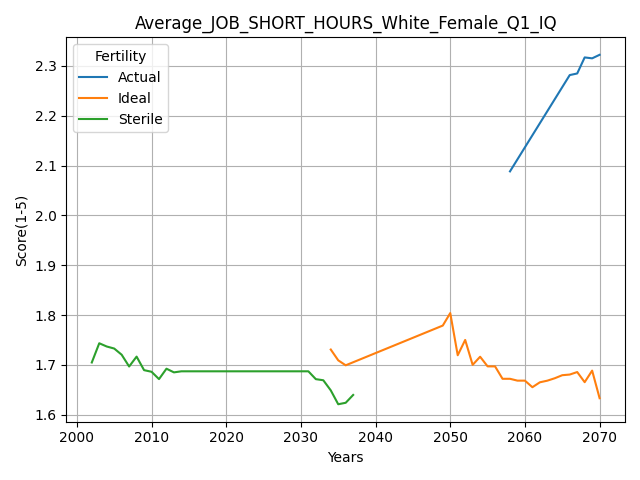 Average_JOB_SHORT_HOURS_White_Female_Q1_IQ
Fertility
Actual
Ideal
Sterile
Score(1-5)
2.3
2.2
2.1
2.0
1.9
1.8
1.7
1.6
2000 2010 2020 2030 2040 2050 2060 2070
Years